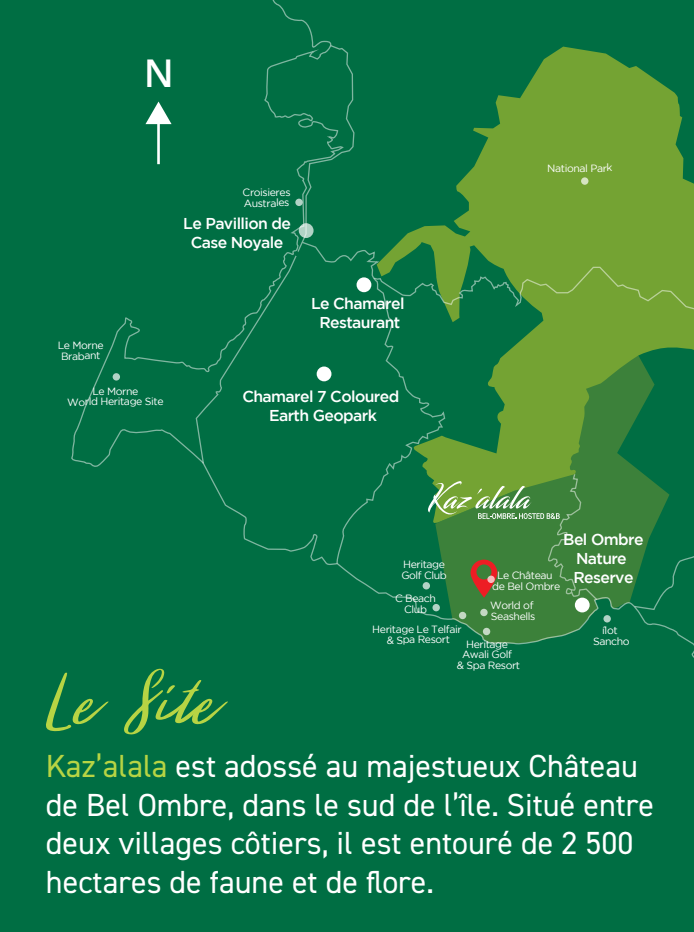 N
National Park
Croisieres
Australes
Le Pavillion de
Case Noyale
Le Chamarel
Restaurant
Le Morne
Brabant
Le Morne
World Heritage Site
Chamarel 7 Coloured
Earth Geopark
Kaz'alala
BEL-OMBRE. HOSTED B&B
Bel Ombre
Nature
Reserve
Heritage
Golf Club
Le Château
de Bel Ombre
C Beach
Club
World of
Seashells
Heritage Le Telfair
& Spa Resort
Heritage
Awali Golf
& Spa Resort
îlot
Sancho
Le Site
Kaz'alala est adossé au majestueux Château
de Bel Ombre, dans le sud de l'île. Situé entre
deux villages côtiers, il est entouré de 2 500
hectares de faune et de flore.